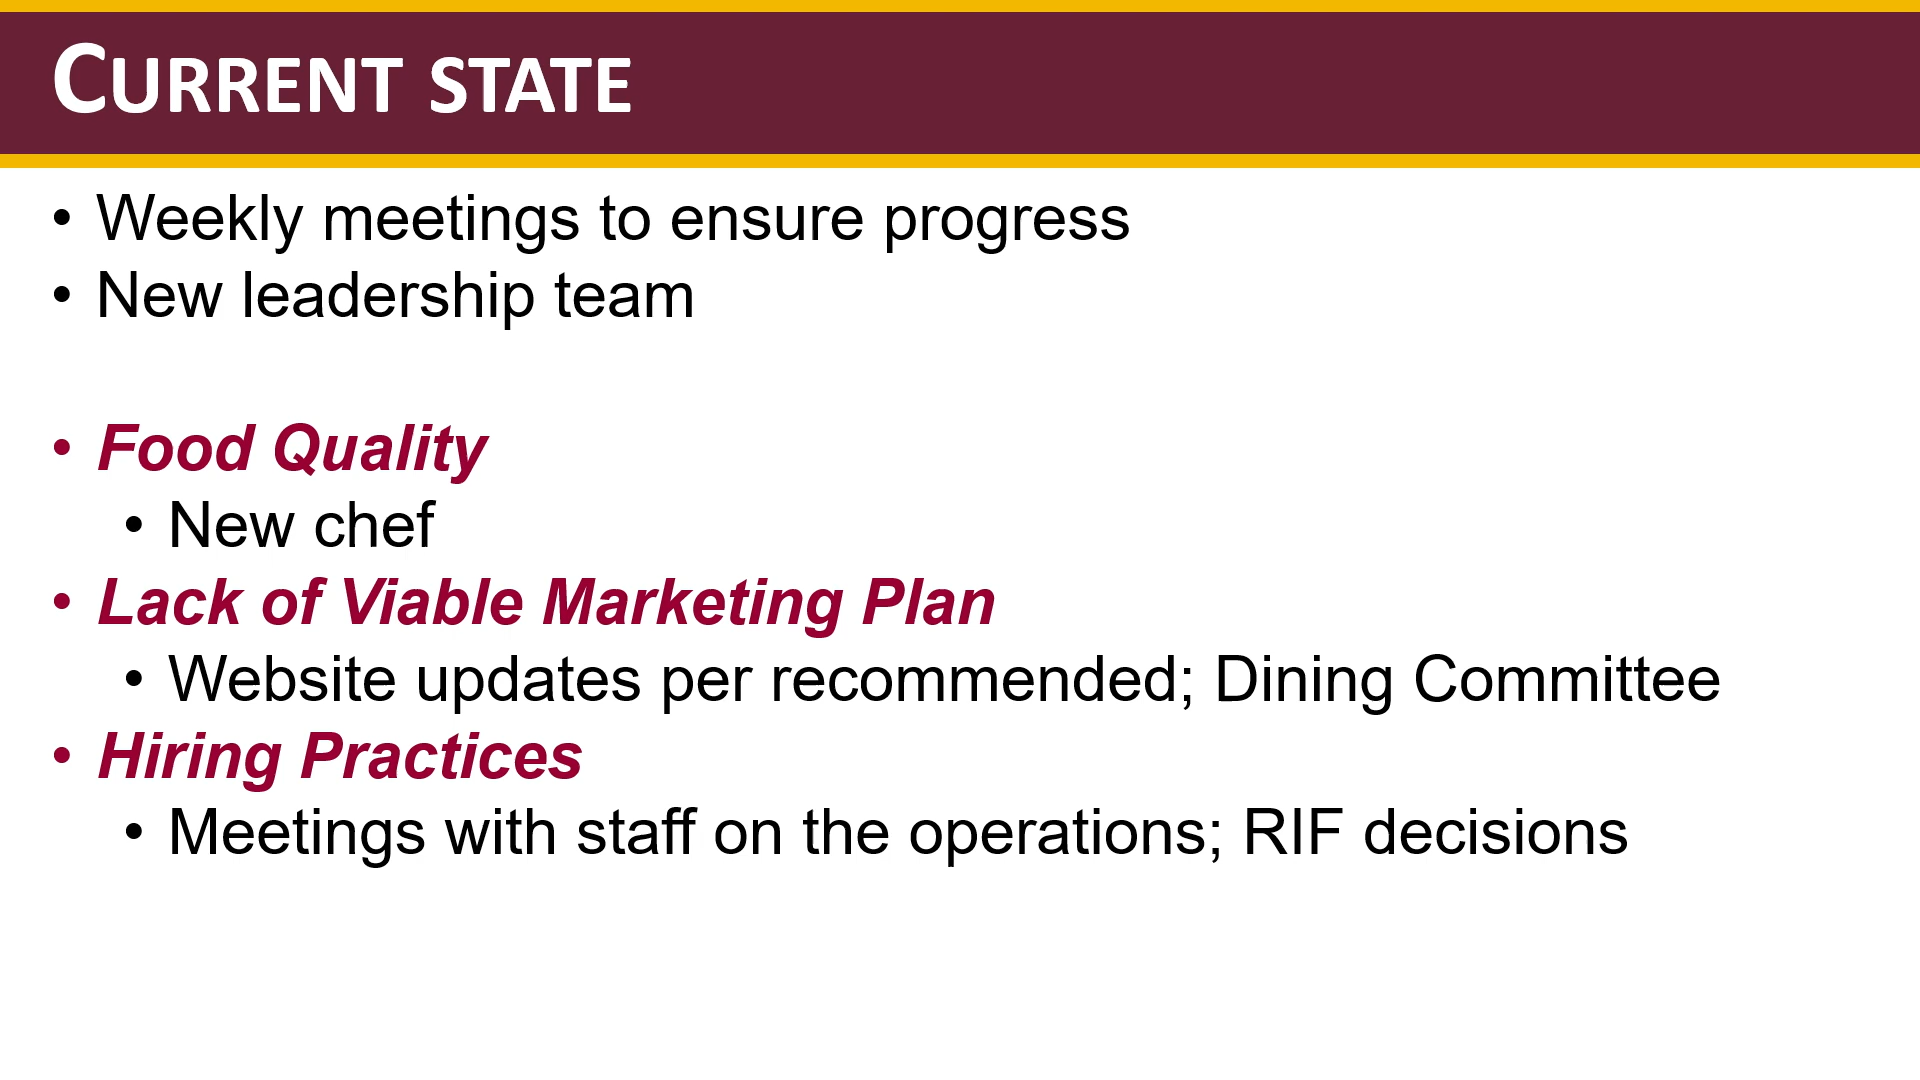 Current state
• Weekly meetings to ensure progress
• New leadership team
• Food Quality
• New chef
• Lack of Viable Marketing Plan
• Website updates per recommended; Dining Committee
• Hiring Practices
• Meetings with staff on the operations; RIF decisions